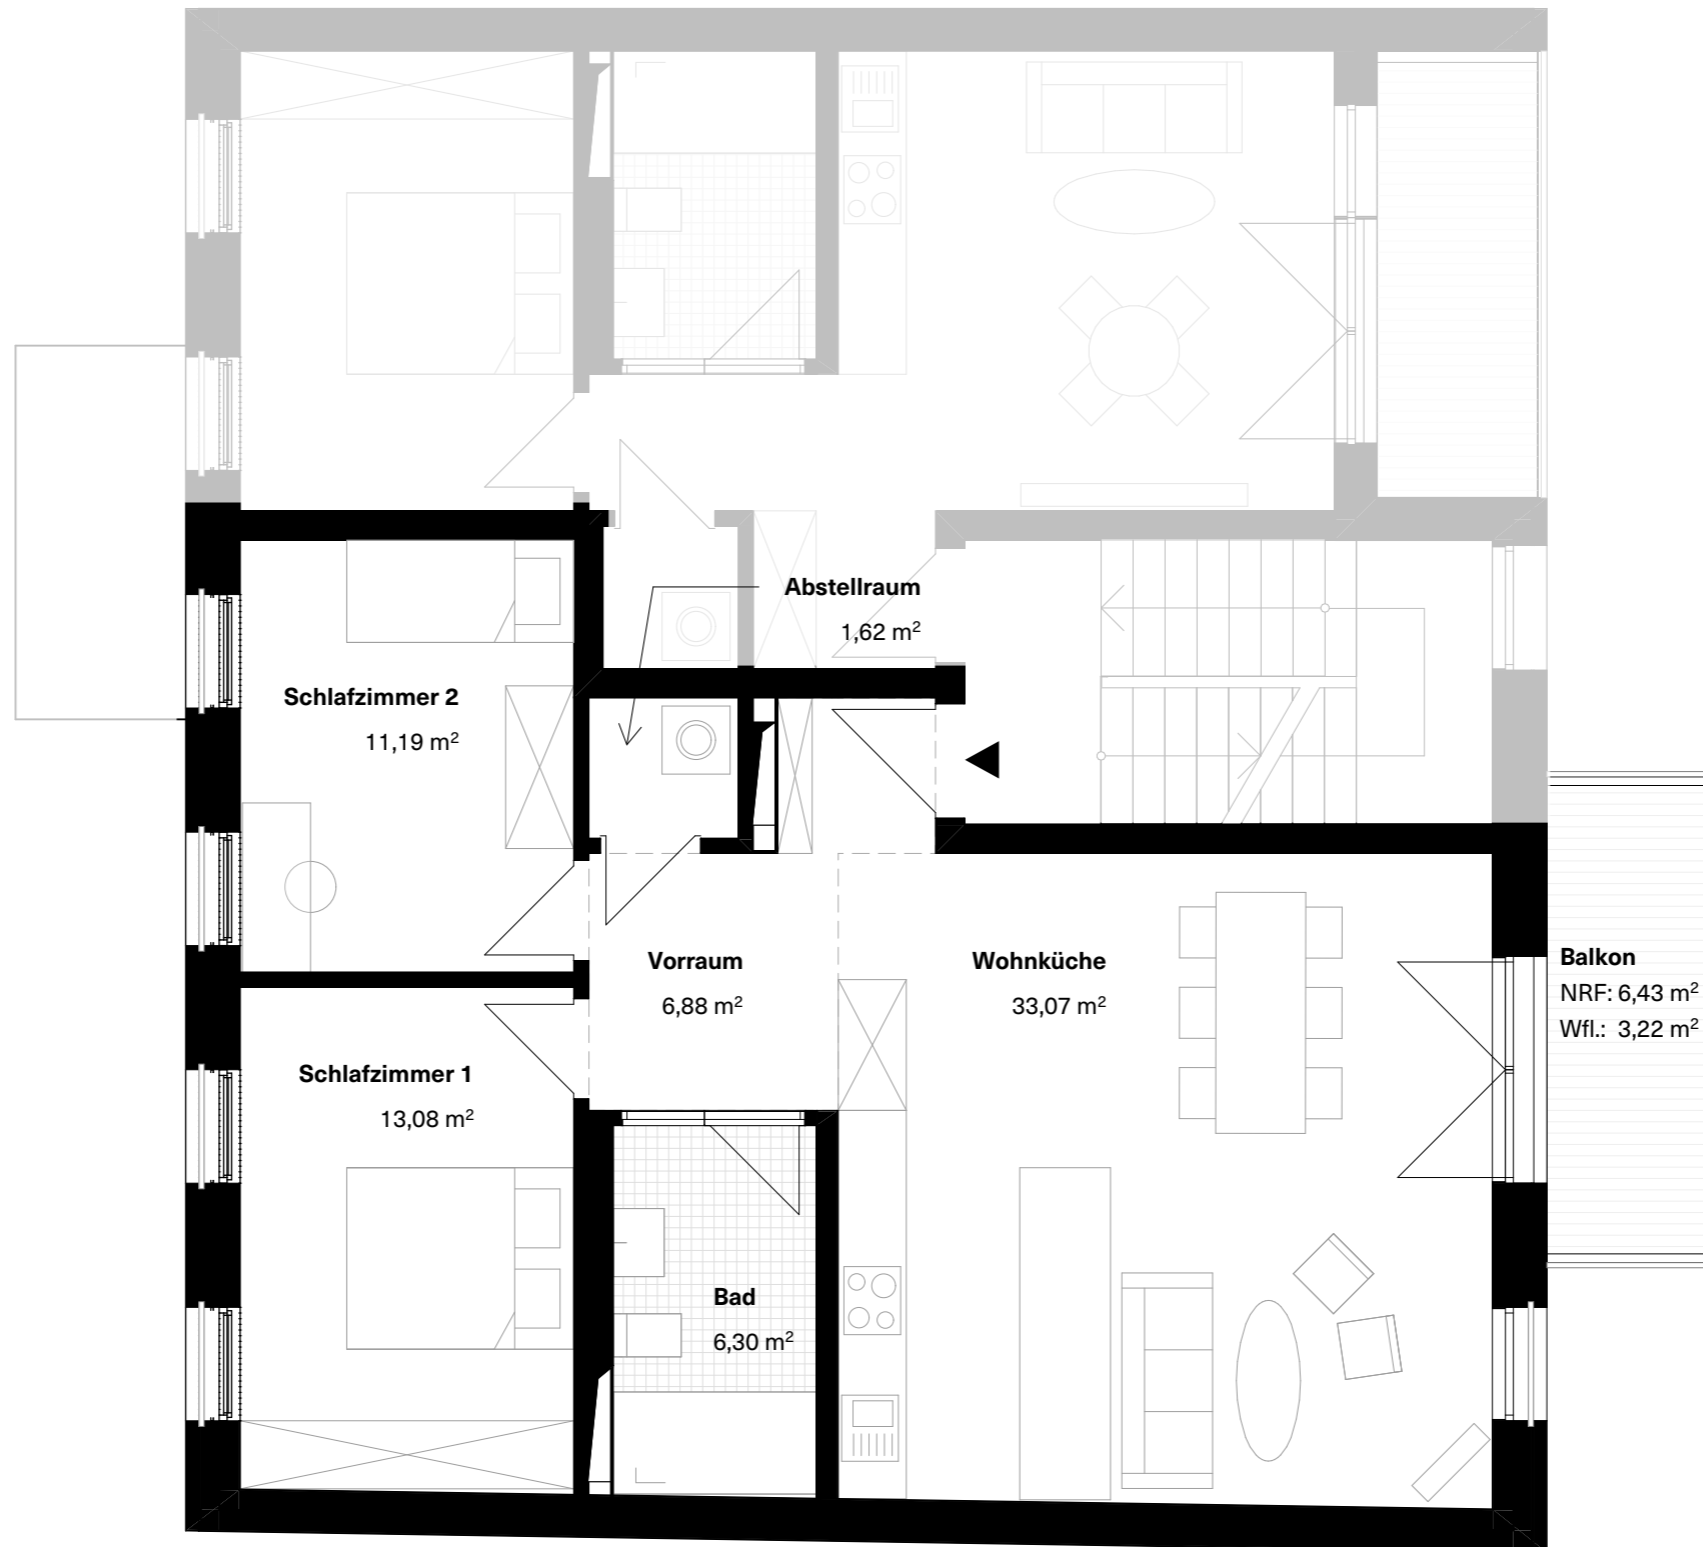 Abstellraum
1,62 m²
Schlafzimmer 2
11,19 m²
Vorraum
6,88 m²
Wohnküche
33,07 m²
Balkon
NRF: 6,43 m²
Wfl.: 3,22 m²
Schlafzimmer 1
13,08 m²
Bad
6,30 m²